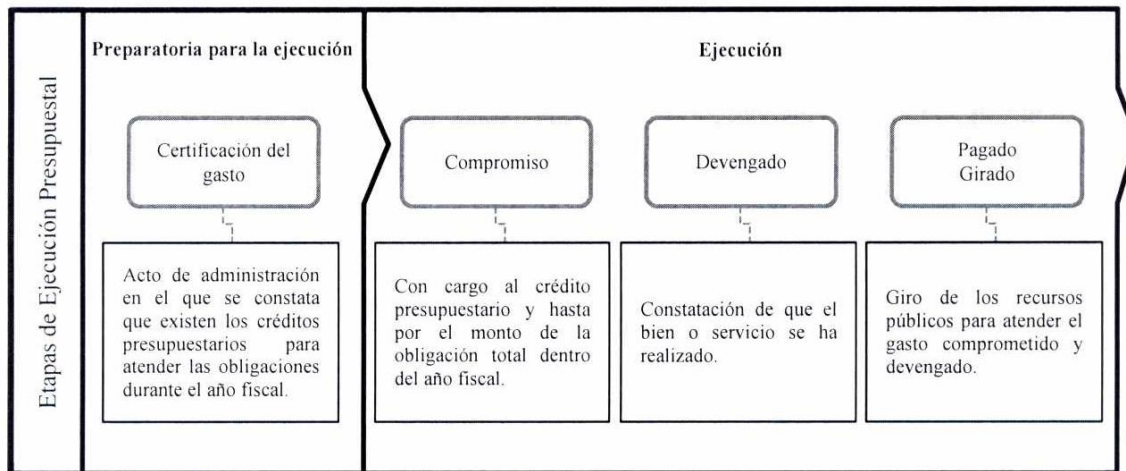 Etapas de Ejecución Presupuestal
Preparatoria para la ejecución
Ejecución
Certificación del
gasto
Compromiso
Devengado
Pagado
Girado
Acto de administración
en el que se constata
que existen los créditos
presupuestarios para
atender las obligaciones
durante el año fiscal.
Con cargo al crédito
presupuestario y hasta
por el monto de la
obligación total dentro
del año fiscal.
Constatación de que el
bien o servicio se ha
realizado.
Giro de los recursos
públicos para atender el
gasto comprometido y
devengado.